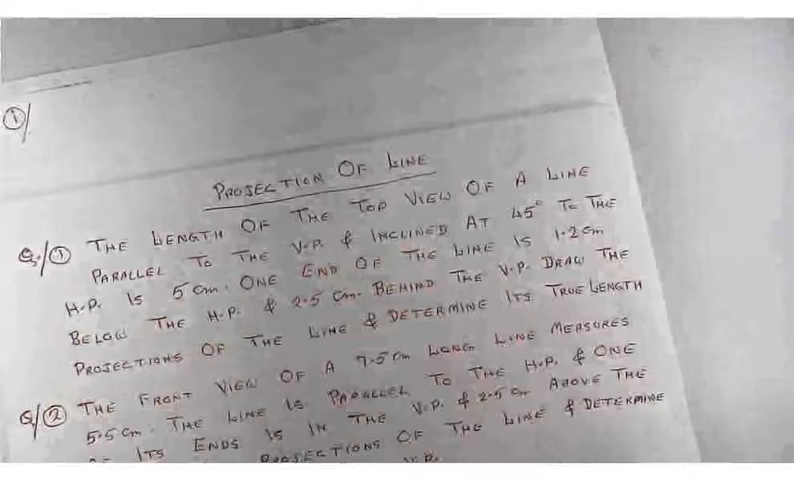 ①/
PROJECTION OF LINE
Q/① THE LENGTH OF THE TOP VIEW OF A LINE
PARALLEL TO THE V.P. & INCLINED AT 45° TO THE
H.P. IS 5 cm. ONE END OF THE LINE IS 1.2 cm
BELOW THE H.P. & 2.5 cm. BEHIND THE V.P. DRAW THE
PROJECTIONS OF THE LINE & DETERMINE ITS TRUE LENGTH
Q/② THE FRONT VIEW OF A 7.5 cm LONG LINE MEASURES
5.5 cm. THE LINE IS PARALLEL TO THE H.P. & ONE
ITS ENDS IS IN THE V.P. & 2.5 cm ABOVE THE
PROJECTIONS OF THE LINE & DETERMINE
V.P.